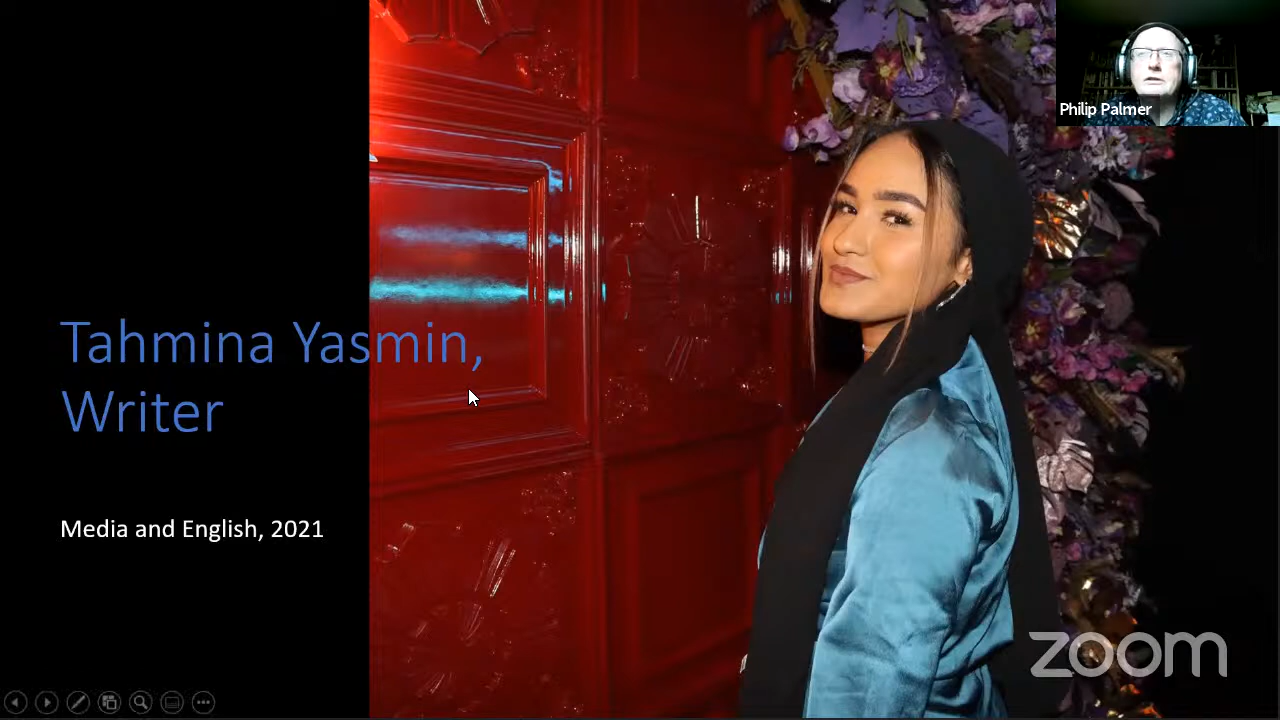 Philip Palmer
Tahmina Yasmin,
Writer
Media and English, 2021
zoom